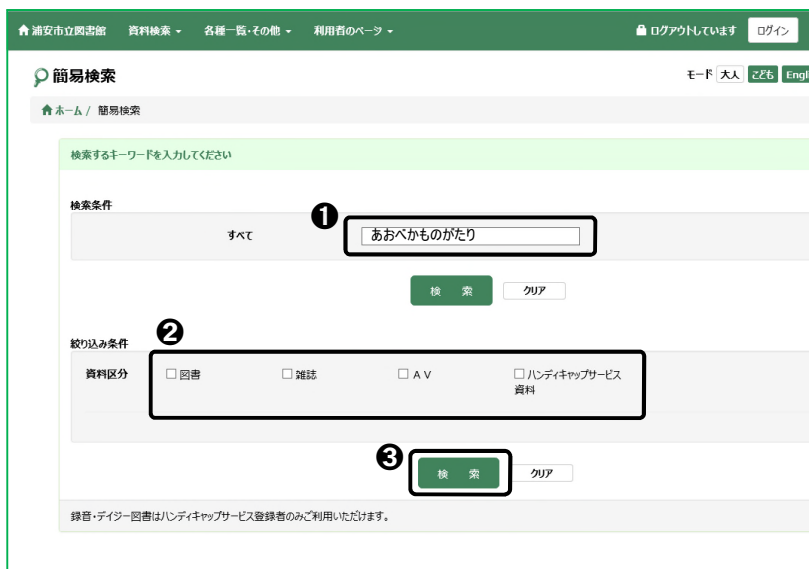 浦安市立図書館 資料検索 各種一覧・その他 利用者のページ ログアウトしています ログイン
簡易検索 モード 大人 こども Engli
ホーム / 簡易検索
検索するキーワードを入力してください
検索条件
❶
すべて あおべかものがたり
検 索 クリア
❷
絞り込み条件
資料区分 図書 雑誌 AV ハンディキャップサービス
資料
❸
検 索 クリア
録音・デイジー図書はハンディキャップサービス登録者のみご利用いただけます。